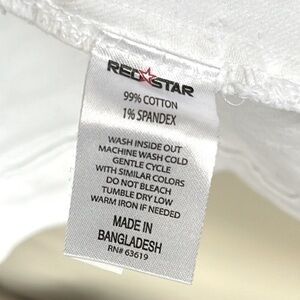 RED STAR
99% COTTON
1% SPANDEX
WASH INSIDE OUT
MACHINE WASH COLD
GENTLE CYCLE
WITH SIMILAR COLORS
DO NOT BLEACH
TUMBLE DRY LOW
WARM IRON IF NEEDED
MADE IN
BANGLADESH
RN# 63619